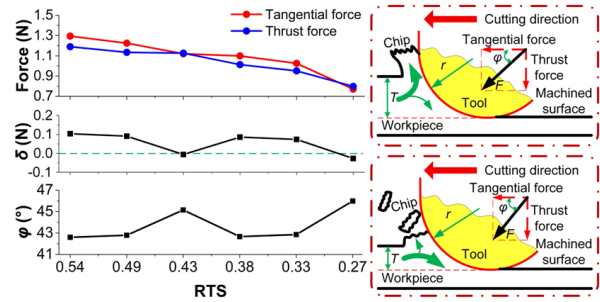 Force (N)
1.5
1.3
1.1
0.9
0.7
Tangential force
Thrust force
δ (N)
0.2
0.1
0.0
-0.1
φ (°)
47
45
43
41
0.54 0.49 0.43 0.38 0.33 0.27
RTS
Cutting direction
Tangential force
Chip
r
φ
Thrust
force
F
T
Tool
Machined
surface
Workpiece
Cutting direction
Tangential force
Chip
r
φ
Thrust
force
F
T
Tool
Machined
surface
Workpiece